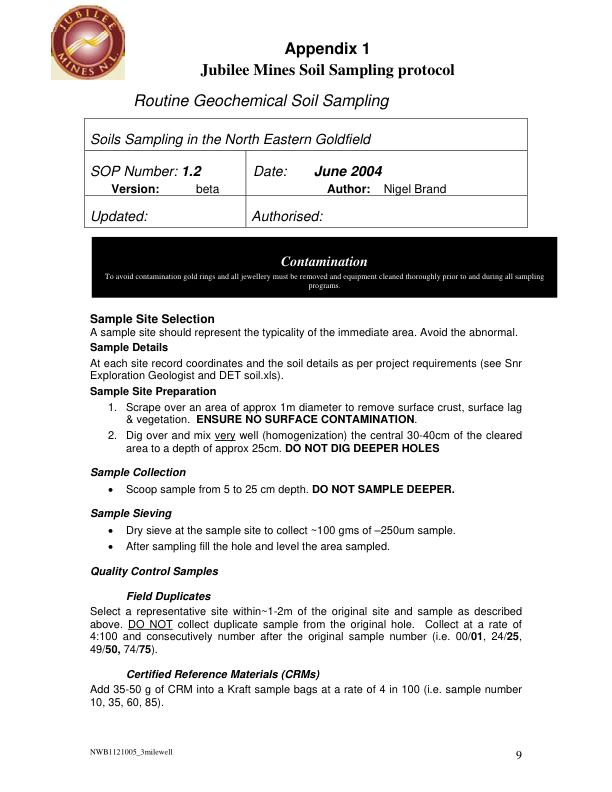 JUBILEE
MINES N.L.
Appendix 1
Jubilee Mines Soil Sampling protocol
Routine Geochemical Soil Sampling
Soils Sampling in the North Eastern Goldfield
SOP Number: 1.2 Date: June 2004
Version: beta Author: Nigel Brand
Updated: Authorised:
Contamination
To avoid contamination gold rings and all jewellery must be removed and equipment cleaned thoroughly prior to and during all sampling
programs.
Sample Site Selection
A sample site should represent the typicality of the immediate area. Avoid the abnormal.
Sample Details
At each site record coordinates and the soil details as per project requirements (see Snr
Exploration Geologist and DET soil.xls).
Sample Site Preparation
1. Scrape over an area of approx 1m diameter to remove surface crust, surface lag
& vegetation. ENSURE NO SURFACE CONTAMINATION.
2. Dig over and mix very well (homogenization) the central 30-40cm of the cleared
area to a depth of approx 25cm. DO NOT DIG DEEPER HOLES
Sample Collection
• Scoop sample from 5 to 25 cm depth. DO NOT SAMPLE DEEPER.
Sample Sieving
• Dry sieve at the sample site to collect ~100 gms of –250um sample.
• After sampling fill the hole and level the area sampled.
Quality Control Samples
Field Duplicates
Select a representative site within~1-2m of the original site and sample as described
above. DO NOT collect duplicate sample from the original hole. Collect at a rate of
4:100 and consecutively number after the original sample number (i.e. 00/01, 24/25,
49/50, 74/75).
Certified Reference Materials (CRMs)
Add 35-50 g of CRM into a Kraft sample bags at a rate of 4 in 100 (i.e. sample number
10, 35, 60, 85).
NWB1121005_3milewell 9